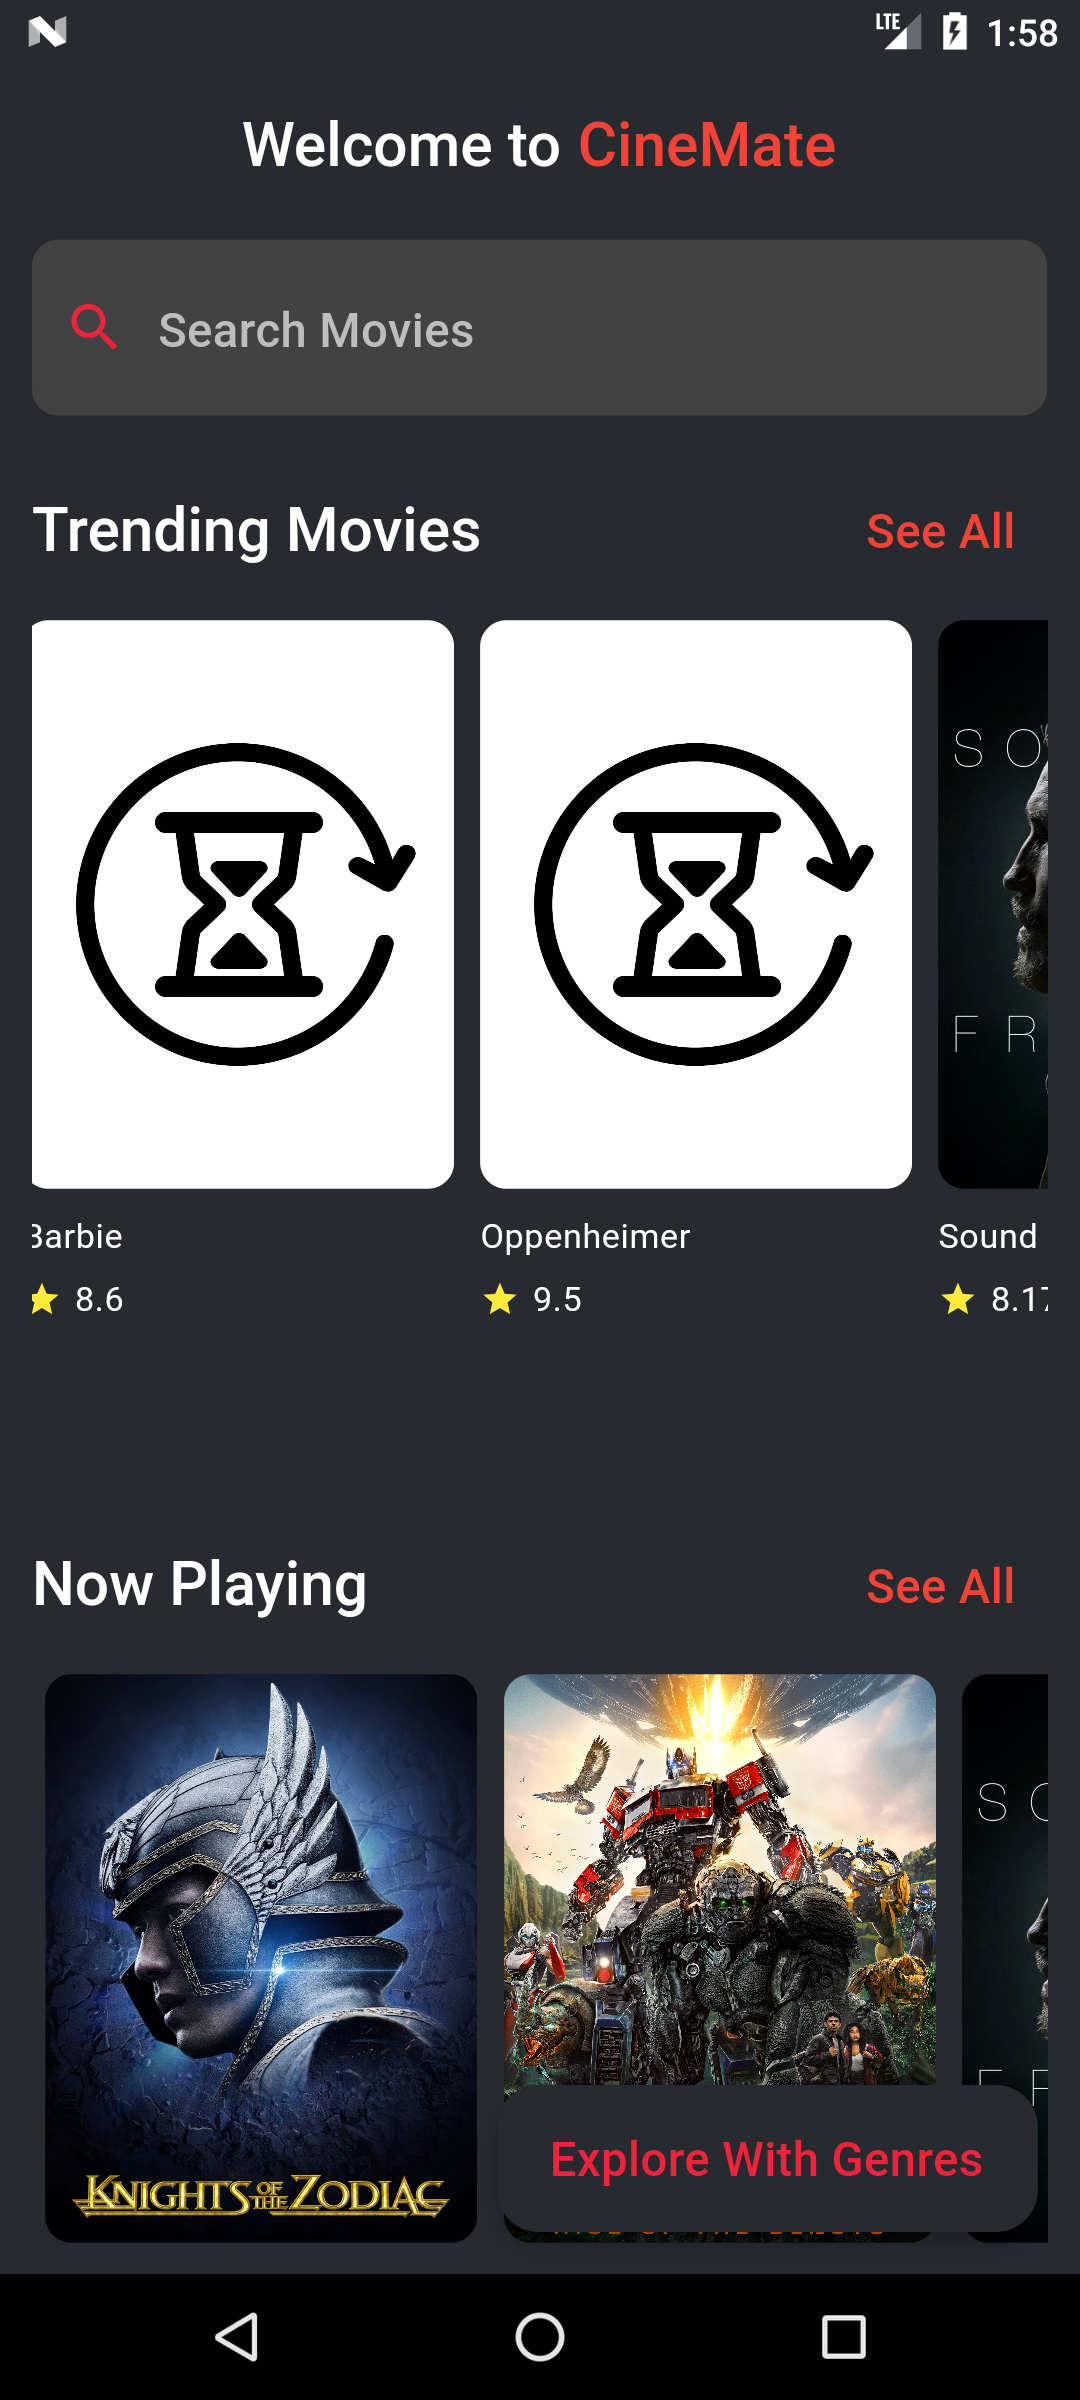 LTE 1:58
Welcome to CineMate
Search Movies
Trending Movies See All
S O
F R
Barbie Oppenheimer Sound
8.6 9.5 8.17
Now Playing See All
S
F
KNIGHTS OF THE ZODIAC
Explore With Genres